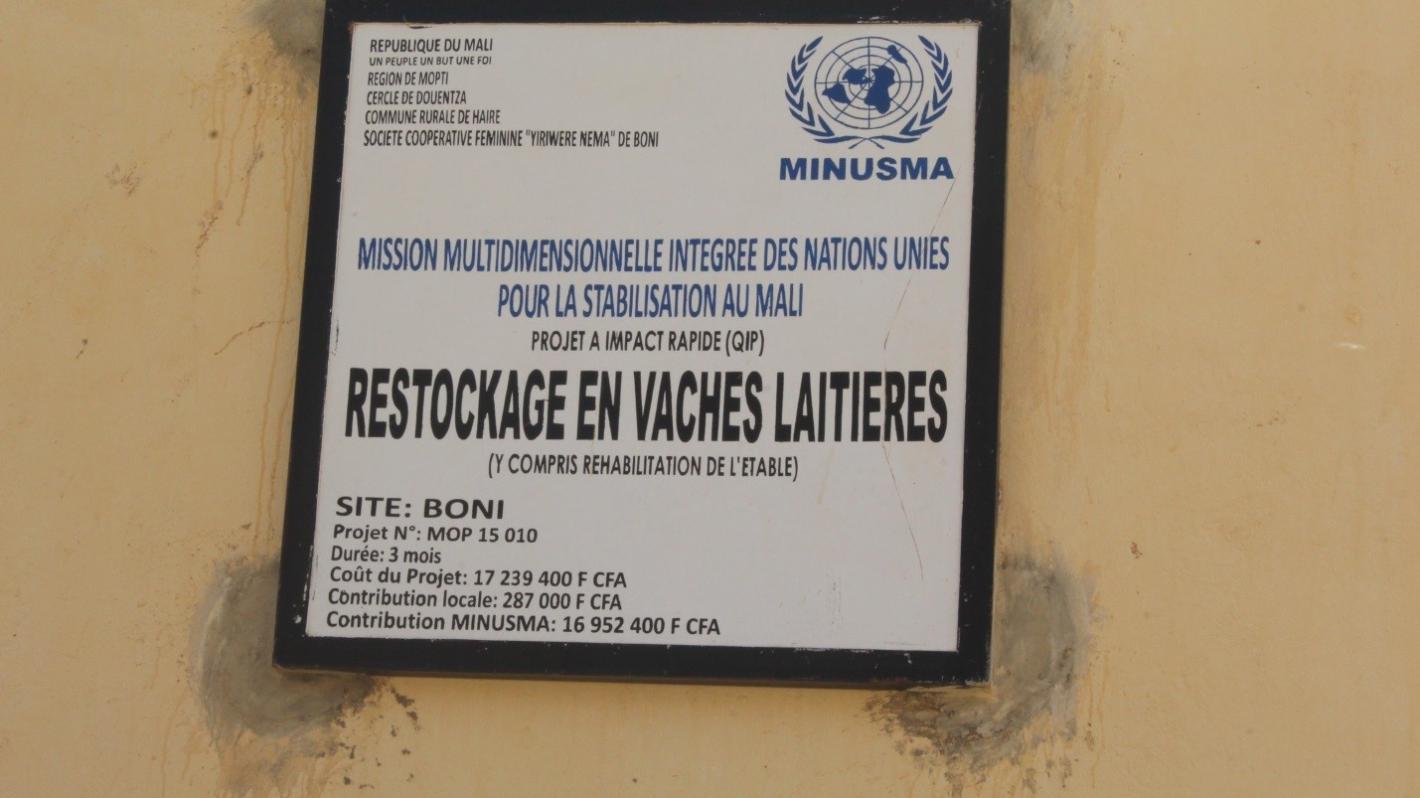 REPUBLIQUE DU MALI
UN PEUPLE UN BUT UNE FOI
REGION DE MOPTI
CERCLE DE DOUENTZA
COMMUNE RURALE DE HAIRE
SOCIETE COOPERATIVE FEMININE "YIRIWERE NEMA" DE BONI
MINUSMA
MISSION MULTIDIMENSIONNELLE INTEGREE DES NATIONS UNIES
POUR LA STABILISATION AU MALI
PROJET A IMPACT RAPIDE (QIP)
RESTOCKAGE EN VACHES LAITIERES
(Y COMPRIS REHABILITATION DE L'ETABLE)
SITE: BONI
Projet N°: MOP 15 010
Durée: 3 mois
Coût du Projet: 17 239 400 F CFA
Contribution locale: 287 000 F CFA
Contribution MINUSMA: 16 952 400 F CFA